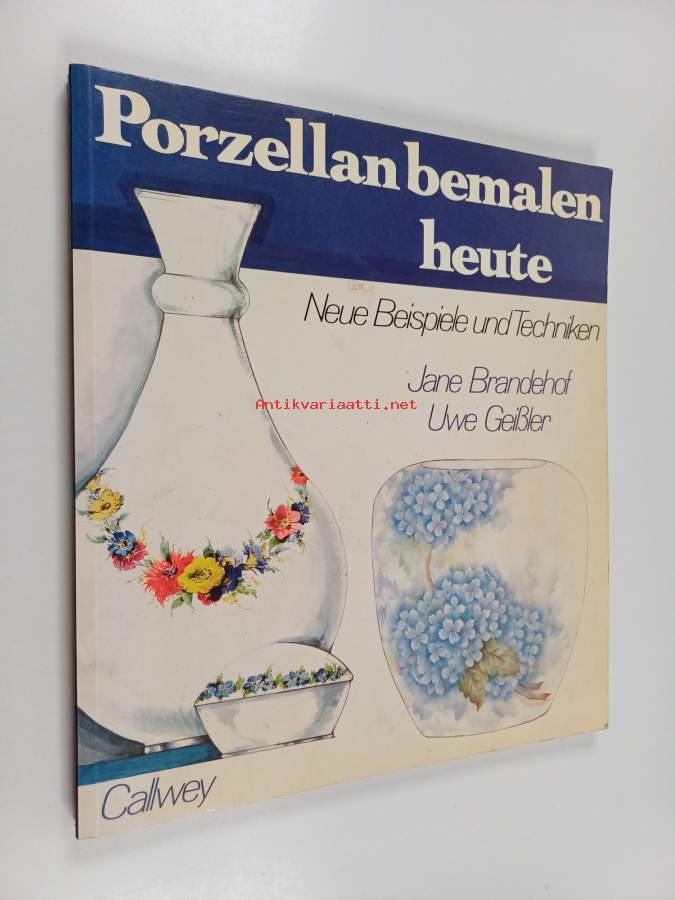 Porzellan bemalen
heute
Neue Beispiele und Techniken
Jane Brandehof
Antikvariaatti.net
Uwe Geißler
Callwey